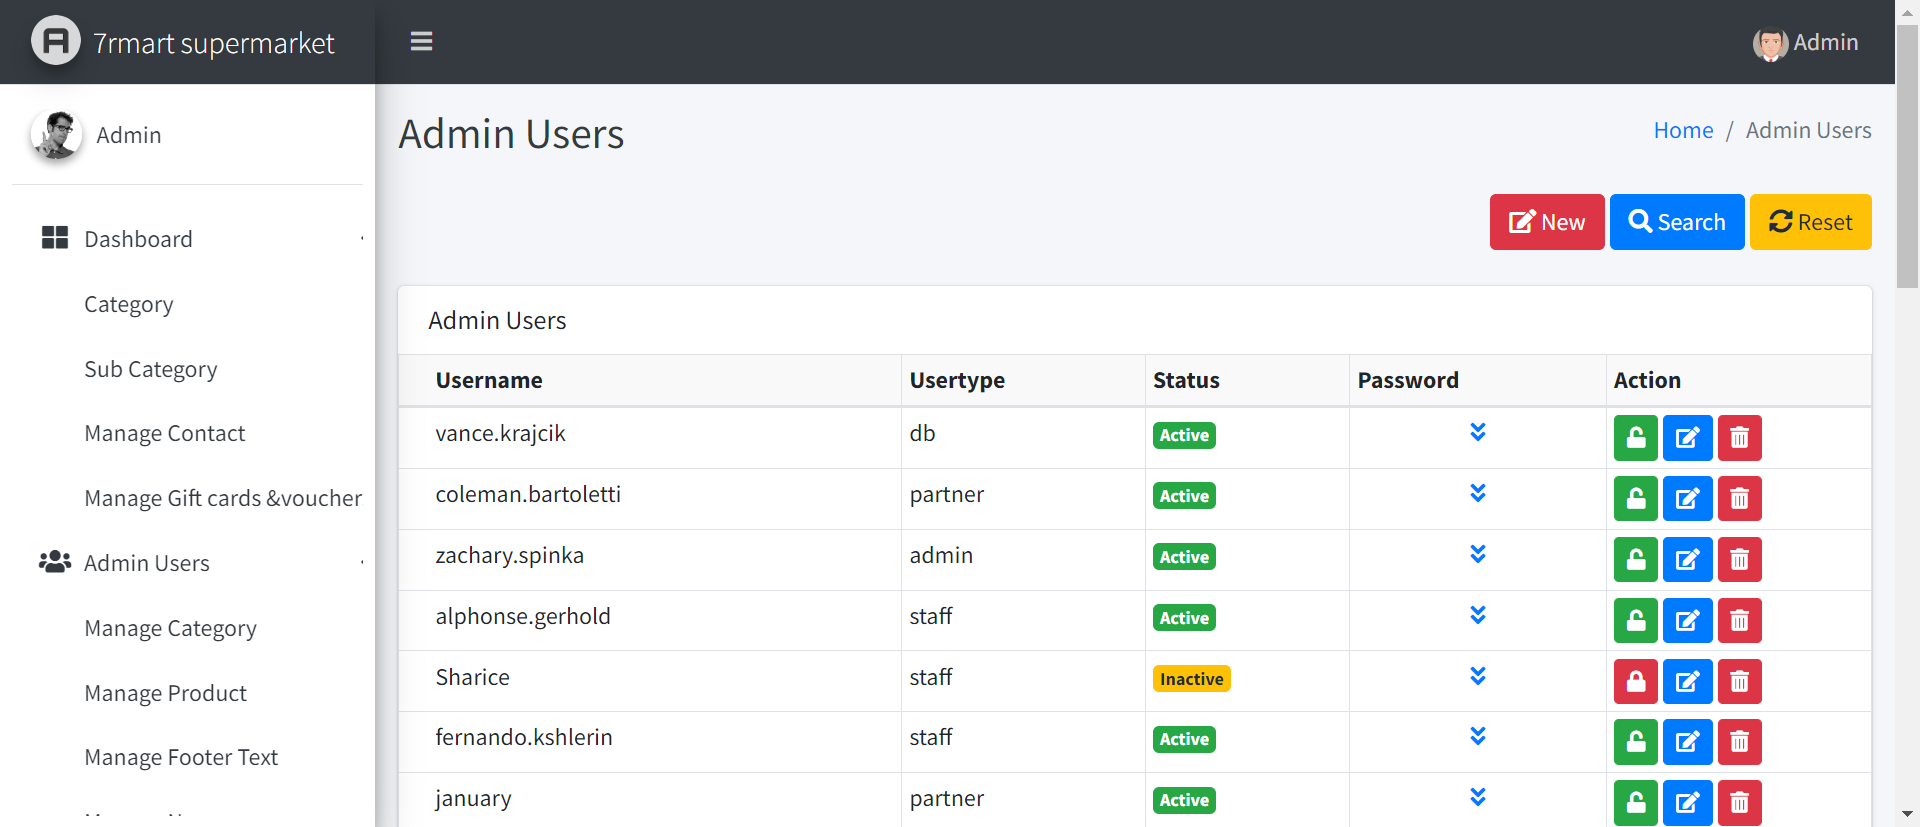 7rmart supermarket
Admin
Admin
Dashboard
Category
Sub Category
Manage Contact
Manage Gift cards &voucher
Admin Users
Manage Category
Manage Product
Manage Footer Text
Admin Users
Home / Admin Users
New Search Reset
Admin Users
Username Usertype Status Password Action
vance.krajcik db Active
coleman.bartoletti partner Active
zachary.spinka admin Active
alphonse.gerhold staff Active
Sharice staff Inactive
fernando.kshlerin staff Active
january partner Active